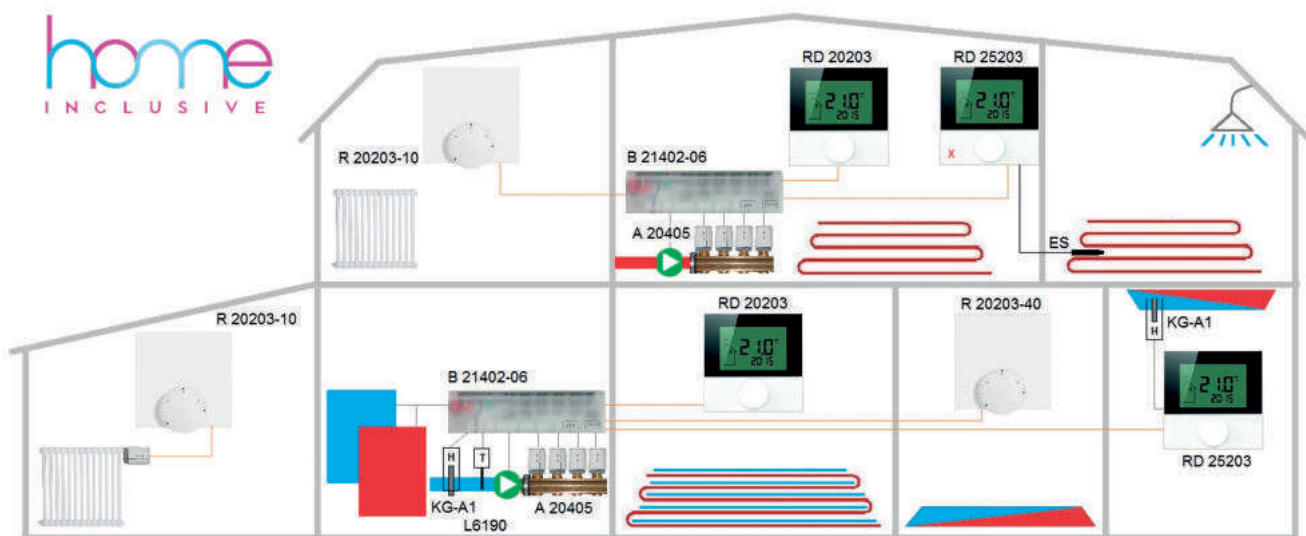 home
INCLUSIVE
RD 20203
RD 25203
R 20203-10
B 21402-06
21.0°C
2015
21.0°C
2015
X
A 20405
ES
R 20203-10
RD 20203
R 20203-40
KG-A1
H
B 21402-06
21.0°C
2015
21.0°C
2015
H
T
KG-A1
A 20405
L6190
RD 25203